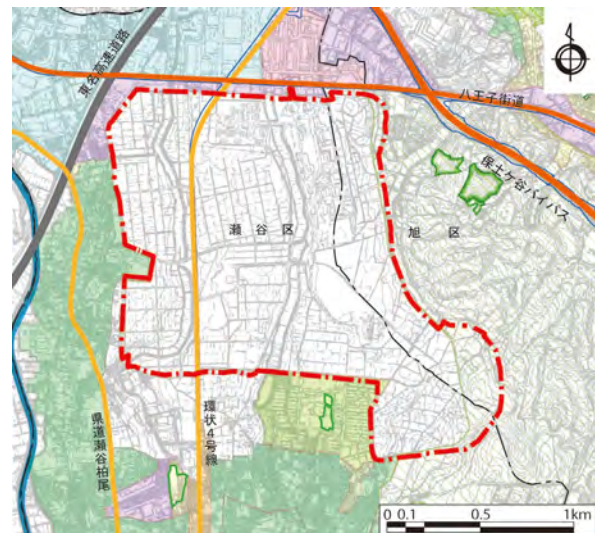 東名高速道路
八王子街道
保土ケ谷バイパス
瀬谷区
旭区
県道瀬谷柏尾
環状4号線
0 0.1 0.5 1km